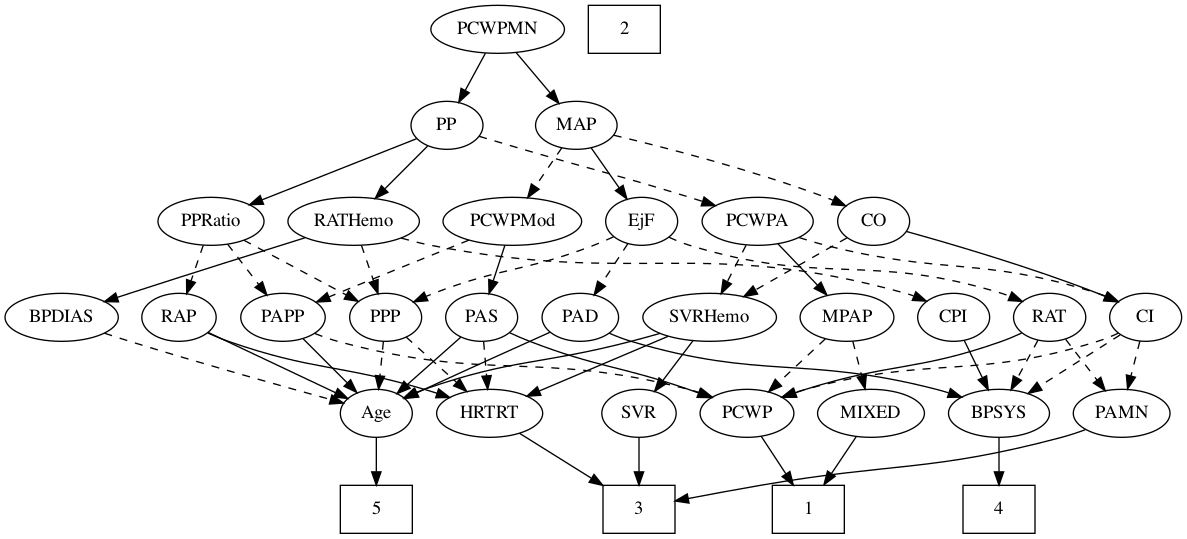 PCWPMN
2
PP
MAP
PPRatio
RATHemo
PCWPMod
EjF
PCWPA
CO
BPDIAS
RAP
PAPP
PPP
PAS
PAD
SVRHemo
MPAP
CPI
RAT
CI
Age
HRTRT
SVR
PCWP
MIXED
BPSYS
PAMN
5
3
1
4